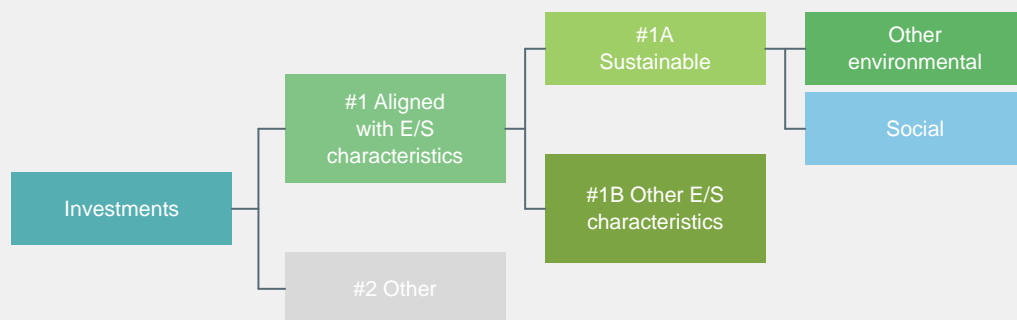 #1A
Sustainable
Other
environmental
#1 Aligned
with E/S
characteristics
Social
Investments
#1B Other E/S
characteristics
#2 Other